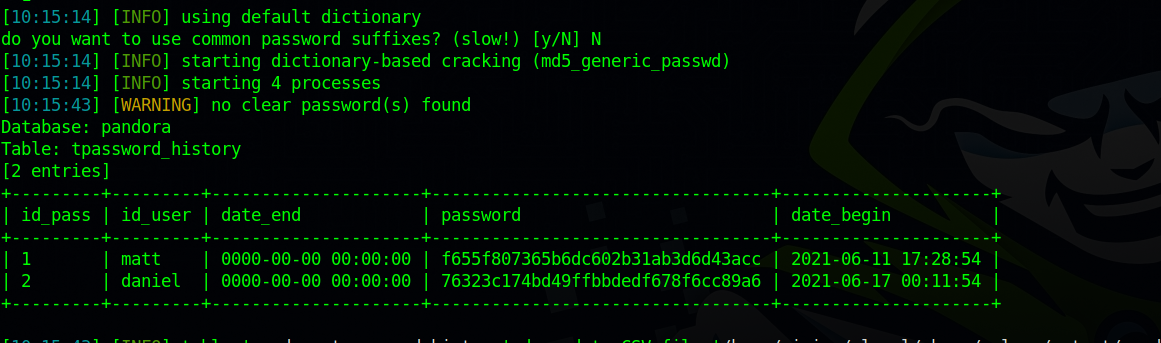 [10:15:14] [INFO] using default dictionary
do you want to use common password suffixes? (slow!) [y/N] N
[10:15:14] [INFO] starting dictionary-based cracking (md5_generic_passwd)
[10:15:14] [INFO] starting 4 processes
[10:15:43] [WARNING] no clear password(s) found
Database: pandora
Table: tpassword_history
[2 entries]
+---------+---------+---------------------+----------------------------------+---------------------+
| id_pass | id_user | date_end            | password                         | date_begin          |
+---------+---------+---------------------+----------------------------------+---------------------+
| 1       | matt    | 0000-00-00 00:00:00 | f655f807365b6dc602b31ab3d6d43acc | 2021-06-11 17:28:54 |
| 2       | daniel  | 0000-00-00 00:00:00 | 76323c174bd49ffbbdedf678f6cc89a6 | 2021-06-17 00:11:54 |
+---------+---------+---------------------+----------------------------------+---------------------+